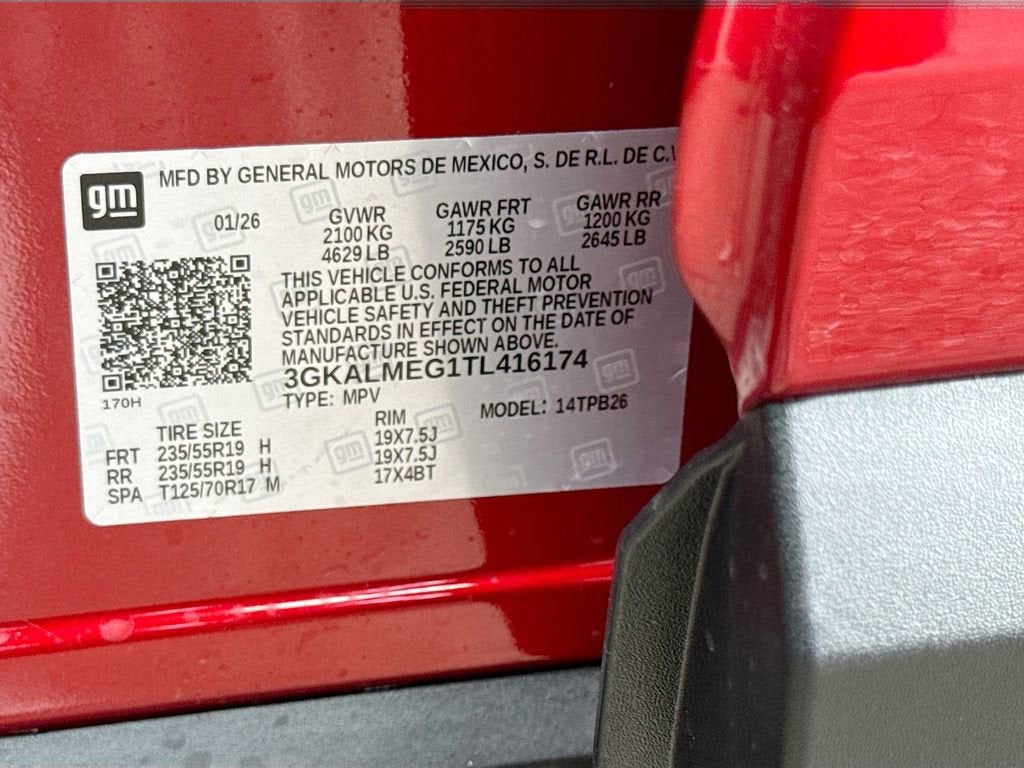 gm
MFD BY GENERAL MOTORS DE MEXICO, S. DE R.L. DE C.V
01/26 GVWR GAWR FRT GAWR RR
2100 KG 1175 KG 1200 KG
4629 LB 2590 LB 2645 LB
THIS VEHICLE CONFORMS TO ALL
APPLICABLE U.S. FEDERAL MOTOR
VEHICLE SAFETY AND THEFT PREVENTION
STANDARDS IN EFFECT ON THE DATE OF
MANUFACTURE SHOWN ABOVE.
3GKALMEG1TL416174
170H
TYPE: MPV MODEL: 14TPB26
TIRE SIZE RIM
FRT 235/55R19 H 19X7.5J
RR 235/55R19 H 19X7.5J
SPA T125/70R17 M 17X4BT